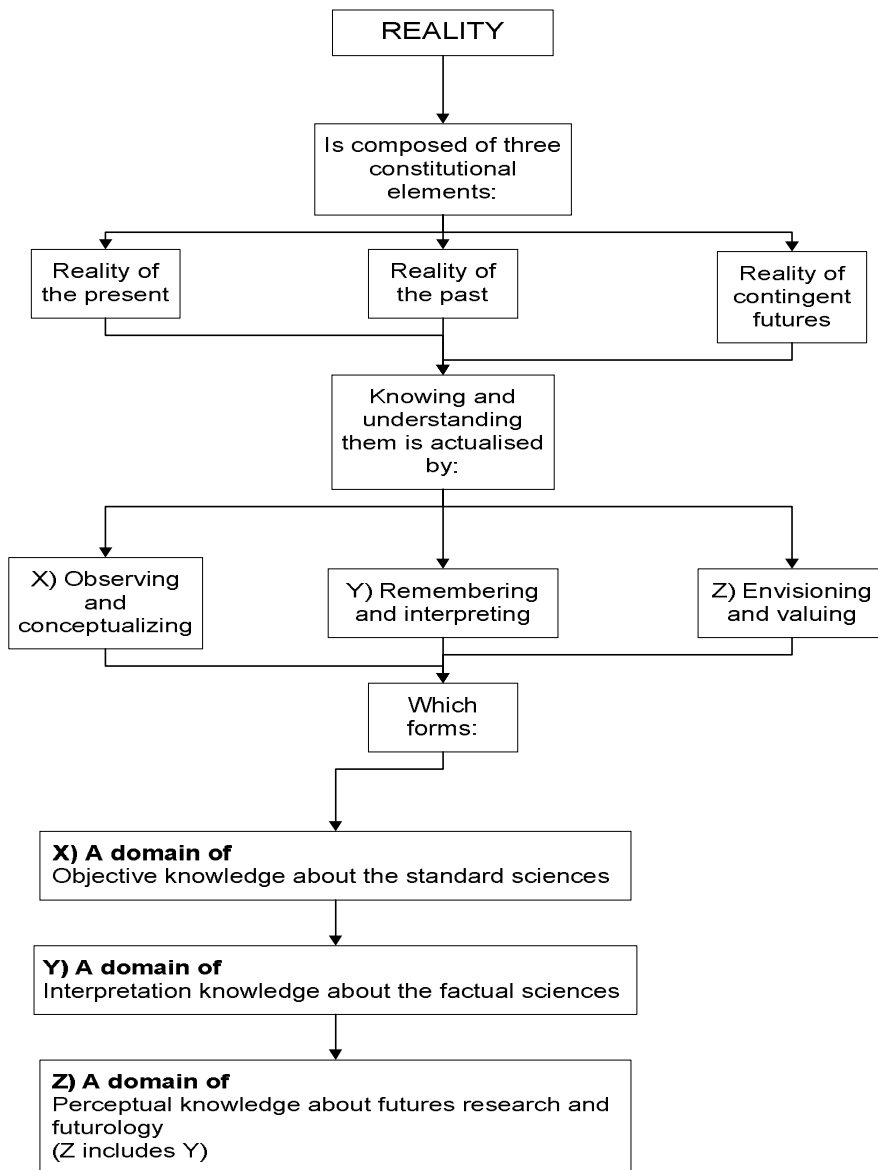 REALITY
Is composed of three
constitutional
elements:
Reality of
the present
Reality of
the past
Reality of
contingent
futures
Knowing and
understanding
them is actualised
by:
X) Observing
and
conceptualizing
Y) Remembering
and interpreting
Z) Envisioning
and valuing
Which
forms:
X) A domain of
Objective knowledge about the standard sciences
Y) A domain of
Interpretation knowledge about the factual sciences
Z) A domain of
Perceptual knowledge about futures research and
futurology
(Z includes Y)